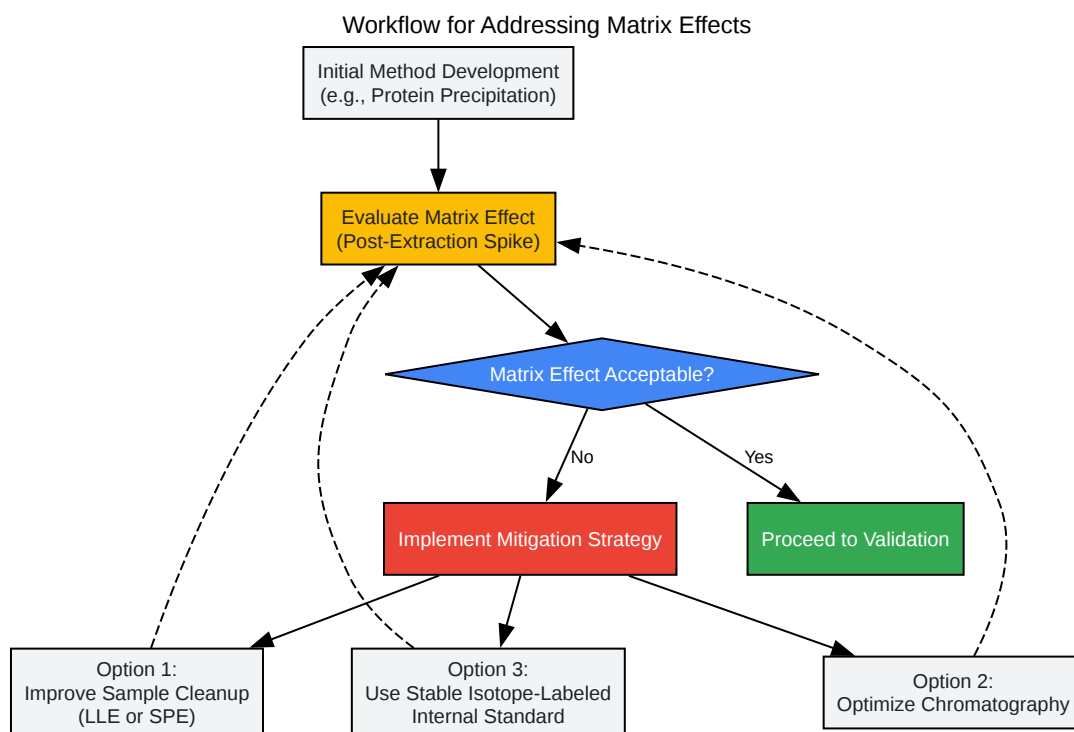 Workflow for Addressing Matrix Effects
Initial Method Development
(e.g., Protein Precipitation)
Evaluate Matrix Effect
(Post-Extraction Spike)
Matrix Effect Acceptable?
No
Yes
Implement Mitigation Strategy
Proceed to Validation
Option 1:
Improve Sample Cleanup
(LLE or SPE)
Option 3:
Use Stable Isotope-Labeled
Internal Standard
Option 2:
Optimize Chromatography